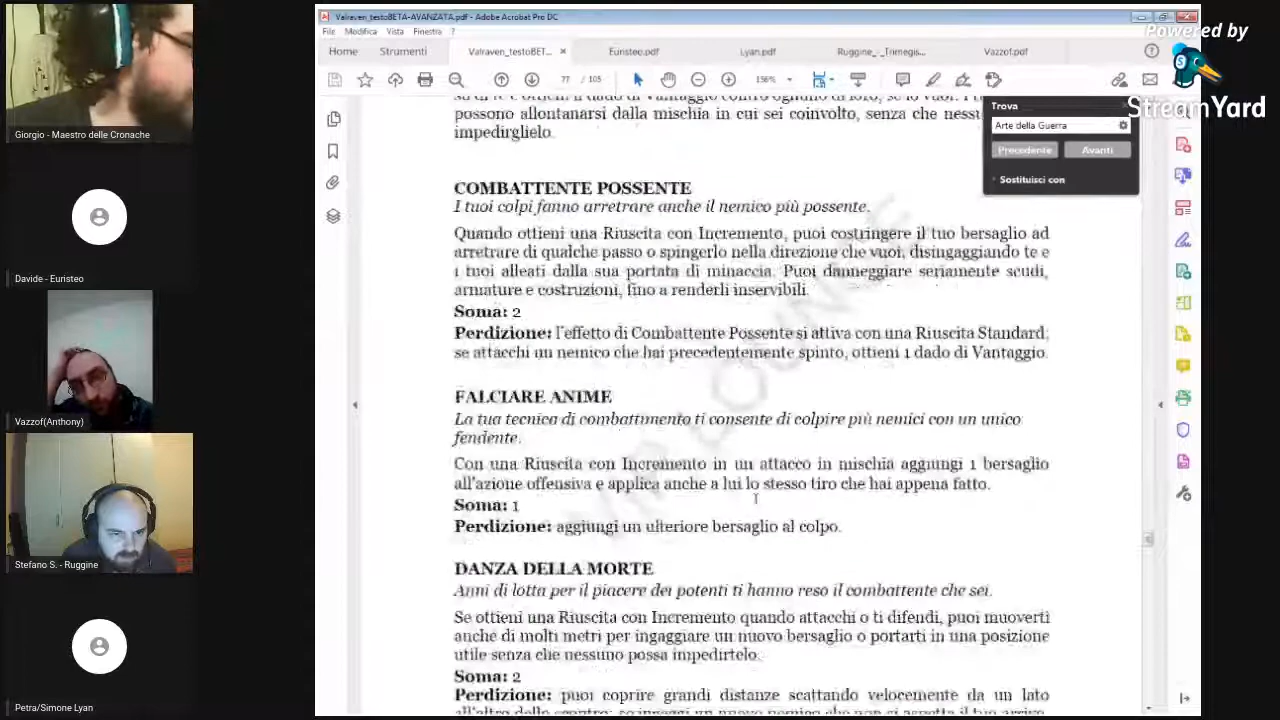 Valraven_testoBETA-AVANZATA.pdf - Adobe Acrobat Pro DC
File Modifica Vista Finestra ?
Home Strumenti Valraven_testoBET... × Euristeo.pdf Lyan.pdf Ruggine_-_Trimegis... Vazzof.pdf
77 / 105 156%
Powered by
StreamYard
Trova
Arte della Guerra
Precedente Avanti
Sostituisci con
possono allontanarsi dalla mischia in cui sei coinvolto, senza che
impedirglielo.
COMBATTENTE POSSENTE
I tuoi colpi fanno arretrare anche il nemico più possente.
Quando ottieni una Riuscita con Incremento, puoi costringere il tuo bersaglio ad
arretrare di qualche passo o spingerlo nella direzione che vuoi, disingaggiando te e
i tuoi alleati dalla sua portata di minaccia. Puoi danneggiare seriamente scudi,
armature e costruzioni, fino a renderli inservibili.
Soma: 2
Perdizione: l'effetto di Combattente Possente si attiva con una Riuscita Standard;
se attacchi un nemico che hai precedentemente spinto, ottieni 1 dado di Vantaggio.
FALCIARE ANIME
La tua tecnica di combattimento ti consente di colpire più nemici con un unico
fendente.
Con una Riuscita con Incremento in un attacco in mischia aggiungi 1 bersaglio
all'azione offensiva e applica anche a lui lo stesso tiro che hai appena fatto.
Soma: 1
Perdizione: aggiungi un ulteriore bersaglio al colpo.
DANZA DELLA MORTE
Anni di lotta per il piacere dei potenti ti hanno reso il combattente che sei.
Se ottieni una Riuscita con Incremento quando attacchi o ti difendi, puoi muoverti
anche di molti metri per ingaggiare un nuovo bersaglio o portarti in una posizione
utile senza che nessuno possa impedirtelo.
Soma: 2
Perdizione: puoi coprire grandi distanze scattando velocemente da un lato
Giorgio - Maestro delle Cronache
Davide - Euristeo
Vazzof(Anthony)
Stefano S. - Ruggine
Petra/Simone Lyan